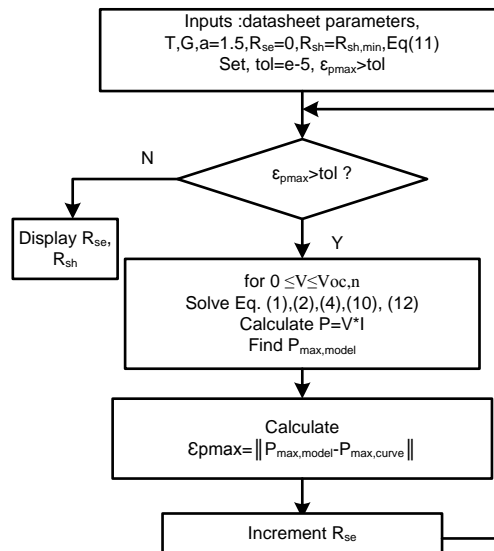 Inputs :datasheet parameters,
T,G,a=1.5,Rse=0,Rsh=Rsh,min,Eq(11)
Set, tol=e-5, εpmax>tol
N
εpmax>tol ?
Display Rse,
Rsh
Y
for 0 ≤V≤Voc,n
Solve Eq. (1),(2),(4),(10), (12)
Calculate P=V*I
Find Pmax,model
Calculate
Ɛpmax=‖Pmax,model-Pmax,curve‖
Increment Rse